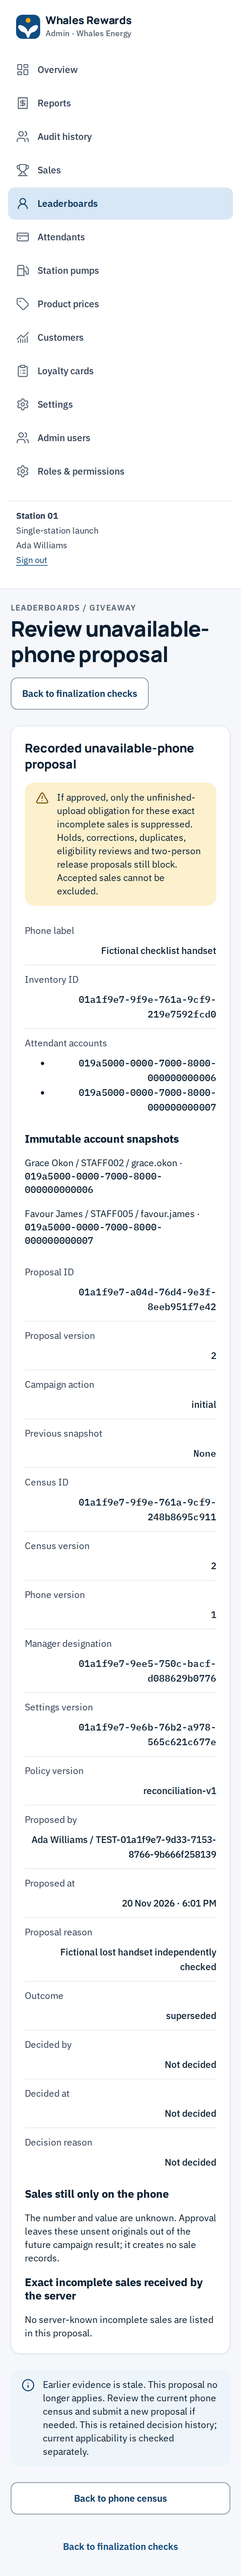 Whales Rewards
Admin · Whales Energy
Overview
Reports
Audit history
Sales
Leaderboards
Attendants
Station pumps
Product prices
Customers
Loyalty cards
Settings
Admin users
Roles & permissions
Station 01
Single-station launch
Ada Williams
Sign out
LEADERBOARDS / GIVEAWAY
Review unavailable-
phone proposal
Back to finalization checks
Recorded unavailable-phone
proposal
If approved, only the unfinished-
upload obligation for these exact
incomplete sales is suppressed.
Holds, corrections, duplicates,
eligibility reviews and two-person
release proposals still block.
Accepted sales cannot be
excluded.
Phone label
Fictional checklist handset
Inventory ID
01a1f9e7-9f9e-761a-9cf9-
219e7592fcd0
Attendant accounts
• 019a5000-0000-7000-8000-
000000000006
• 019a5000-0000-7000-8000-
000000000007
Immutable account snapshots
Grace Okon / STAFF002 / grace.okon ·
019a5000-0000-7000-8000-
000000000006
Favour James / STAFF005 / favour.james ·
019a5000-0000-7000-8000-
000000000007
Proposal ID
01a1f9e7-a04d-76d4-9e3f-
8eeb951f7e42
Proposal version
2
Campaign action
initial
Previous snapshot
None
Census ID
01a1f9e7-9f9e-761a-9cf9-
248b8695c911
Census version
2
Phone version
1
Manager designation
01a1f9e7-9ee5-750c-bacf-
d088629b0776
Settings version
01a1f9e7-9e6b-76b2-a978-
565c621c677e
Policy version
reconciliation-v1
Proposed by
Ada Williams / TEST-01a1f9e7-9d33-7153-
8766-9b666f258139
Proposed at
20 Nov 2026 · 6:01 PM
Proposal reason
Fictional lost handset independently
checked
Outcome
superseded
Decided by
Not decided
Decided at
Not decided
Decision reason
Not decided
Sales still only on the phone
The number and value are unknown. Approval
leaves these unsent originals out of the
future campaign result; it creates no sale
records.
Exact incomplete sales received by
the server
No server-known incomplete sales are listed
in this proposal.
Earlier evidence is stale. This proposal no
longer applies. Review the current phone
census and submit a new proposal if
needed. This is retained decision history;
current applicability is checked
separately.
Back to phone census
Back to finalization checks